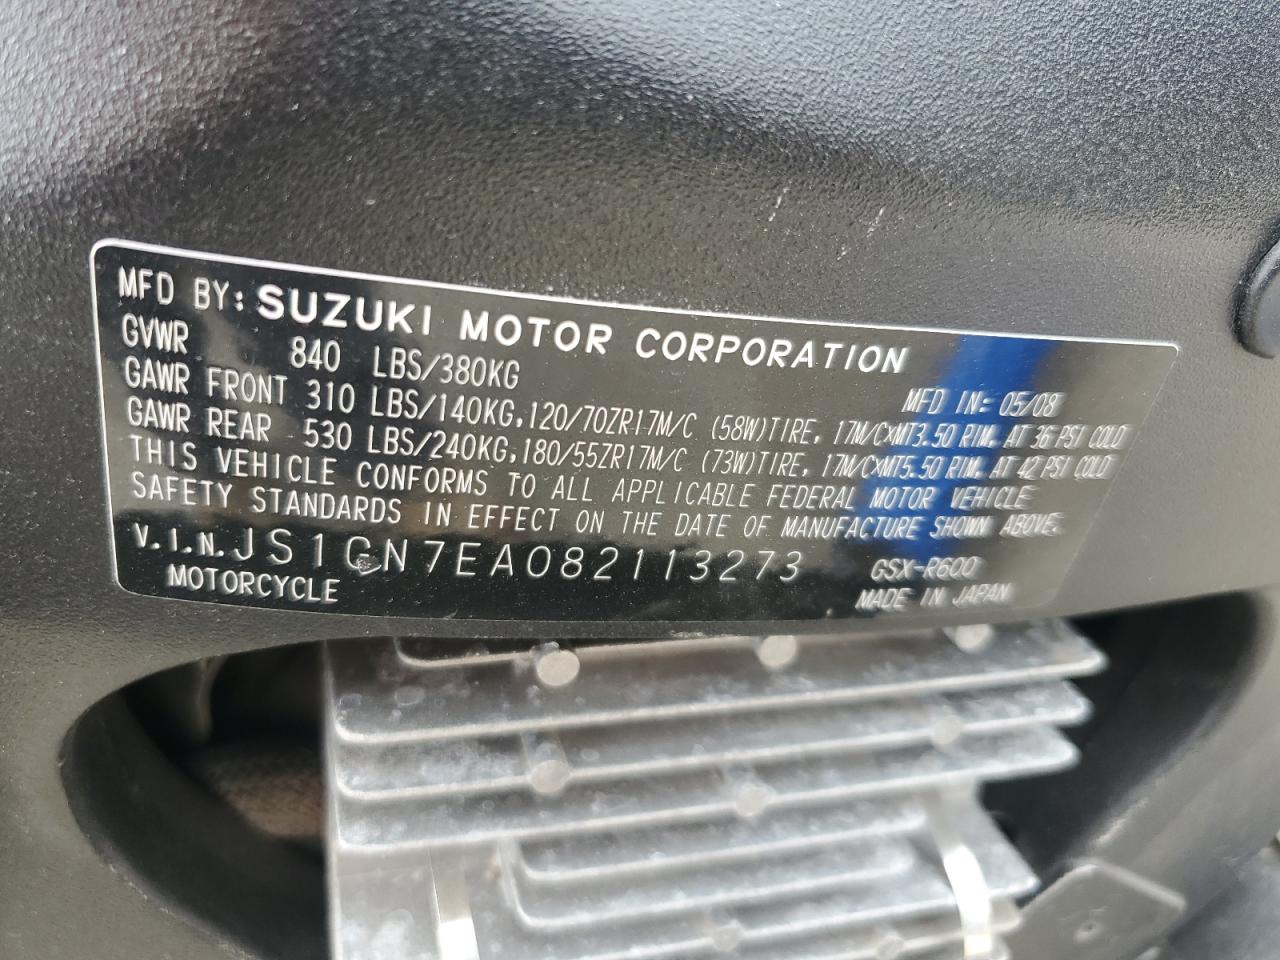 MFD BY: SUZUKI MOTOR CORPORATION
MFD IN: 05/08
GVWR 840 LBS/380KG
GAWR FRONT 310 LBS/140KG, 120/70ZR17M/C (58W)TIRE, 17M/CxMT3.50 RIM, AT 36 PSI COLD
GAWR REAR 530 LBS/240KG, 180/55ZR17M/C (73W)TIRE, 17M/CxMT5.50 RIM, AT 42 PSI COLD
THIS VEHICLE CONFORMS TO ALL APPLICABLE FEDERAL MOTOR VEHICLE
SAFETY STANDARDS IN EFFECT ON THE DATE OF MANUFACTURE SHOWN ABOVE.
V.I.N. JS1GN7EA082113273 GSX-R600
MOTORCYCLE MADE IN JAPAN